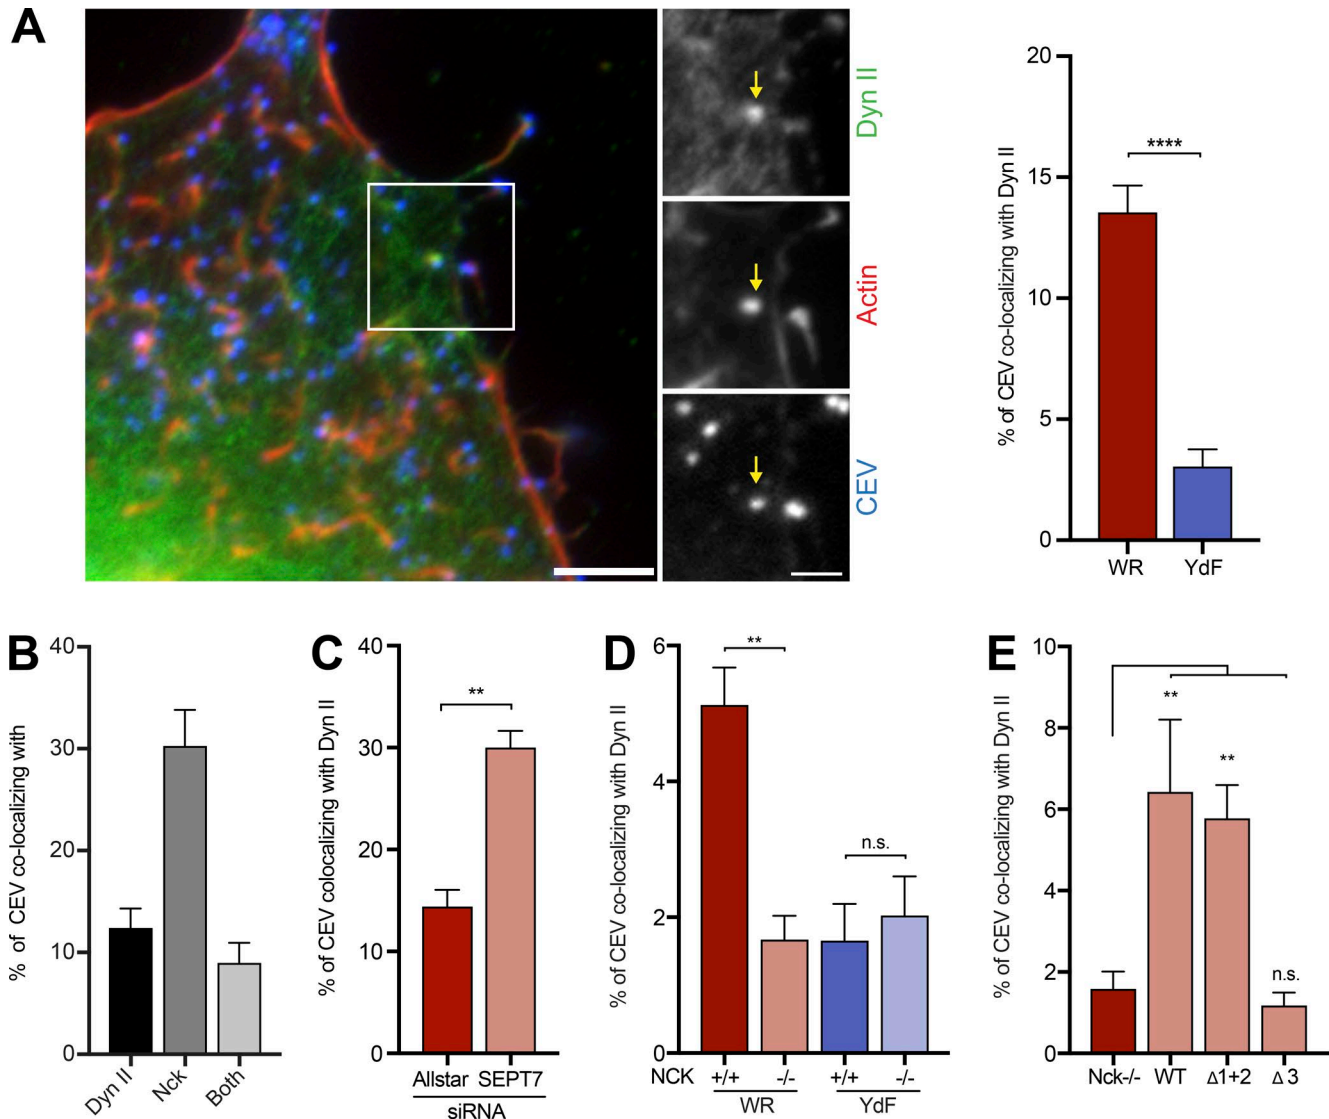 A
Dyn II
Actin
CEV
% of CEV co-localizing with Dyn II
20
15
10
5
0
****
WR
YdF
B
% of CEV co-localizing with
40
30
20
10
0
Dyn II
Nck
Both
C
% of CEV colocalizing with Dyn II
40
30
20
10
0
**
Allstar SEPT7
siRNA
D
% of CEV co-localizing with Dyn II
6
4
2
0
**
n.s.
NCK +/+ -/- +/+ -/-
WR YdF
E
% of CEV co-localizing with Dyn II
10
8
6
4
2
0
**
**
n.s.
Nck-/- WT Δ1+2 Δ3